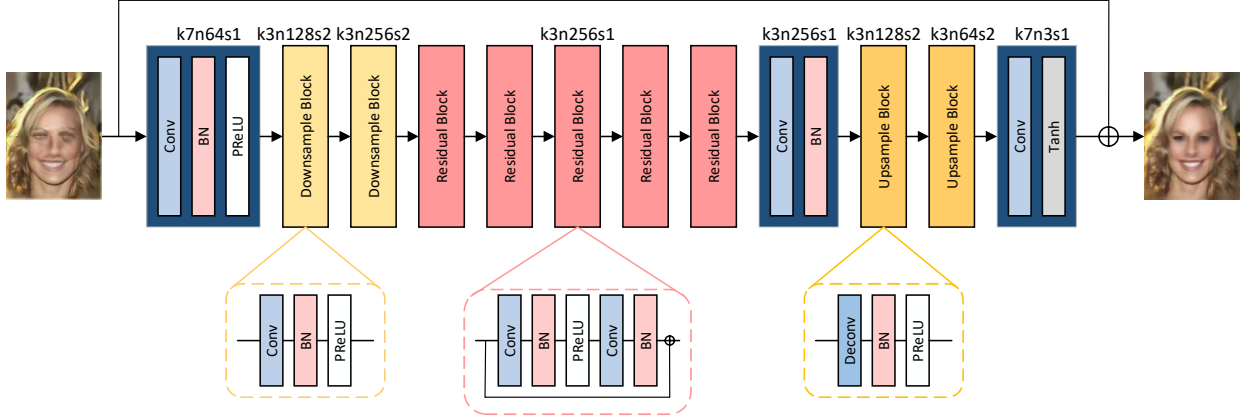 k7n64s1
k3n128s2
k3n256s2
k3n256s1
k3n256s1
k3n128s2
k3n64s2
k7n3s1
Conv
BN
PReLU
Downsample Block
Downsample Block
Residual Block
Residual Block
Residual Block
Residual Block
Residual Block
Conv
BN
Upsample Block
Upsample Block
Conv
Tanh
Conv
BN
PReLU
Conv
BN
PReLU
Conv
BN
Deconv
BN
PReLU